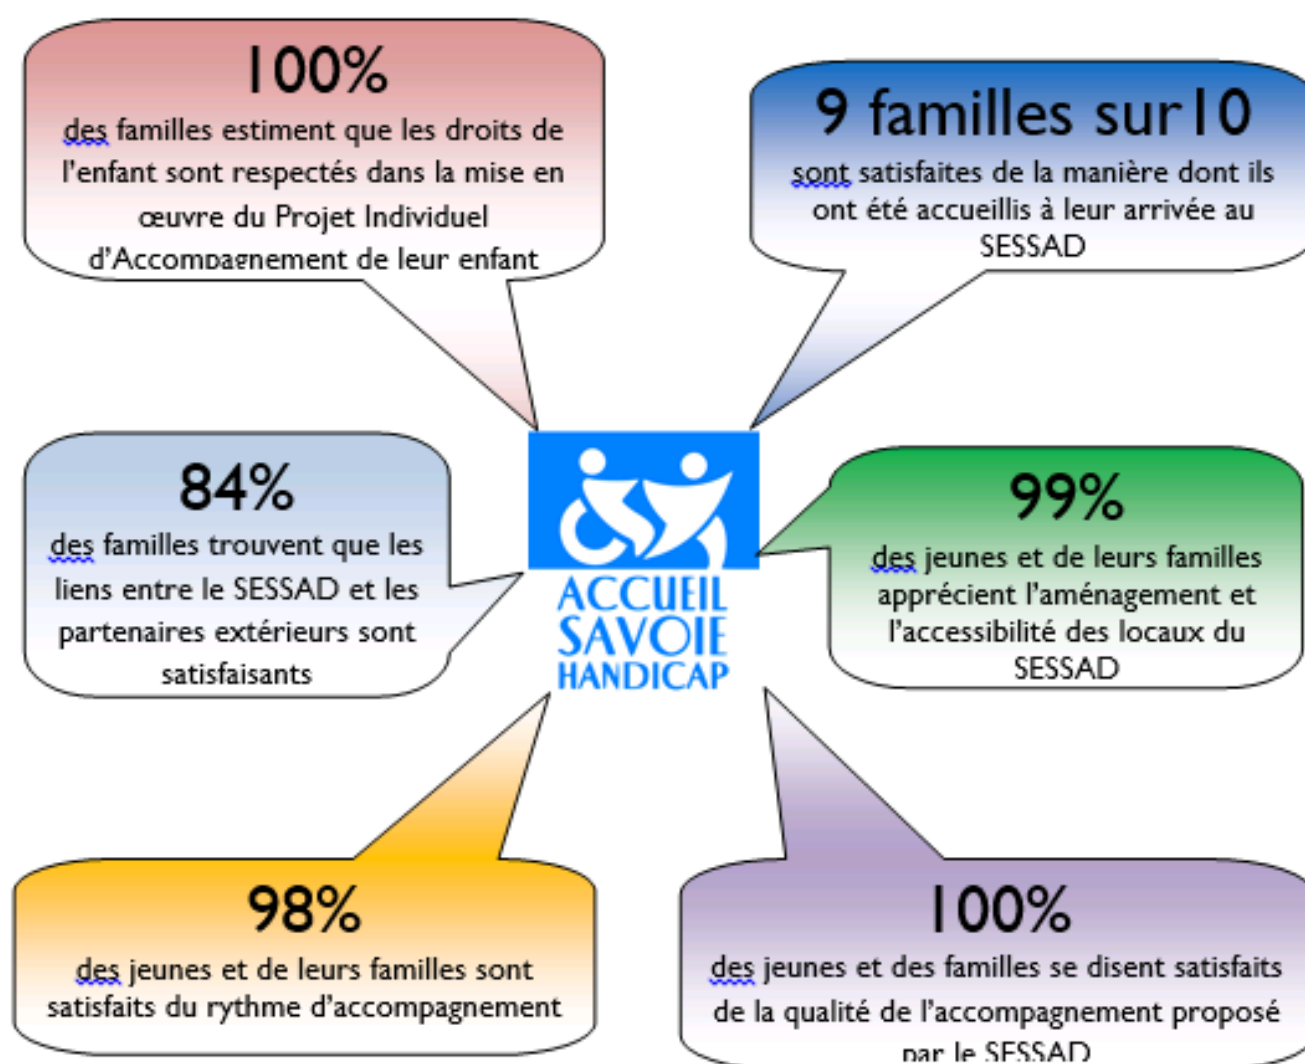 100%
des familles estiment que les droits de
l'enfant sont respectés dans la mise en
œuvre du Projet Individuel
d'Accompagnement de leur enfant
9 familles sur10
sont satisfaites de la manière dont ils
ont été accueillis à leur arrivée au
SESSAD
84%
des familles trouvent que les
liens entre le SESSAD et les
partenaires extérieurs sont
satisfaisants
ACCUEIL
SAVOIE
HANDICAP
99%
des jeunes et de leurs familles
apprécient l'aménagement et
l'accessibilité des locaux du
SESSAD
98%
des jeunes et de leurs familles sont
satisfaits du rythme d'accompagnement
100%
des jeunes et des familles se disent satisfaits
de la qualité de l'accompagnement proposé
par le SESSAD